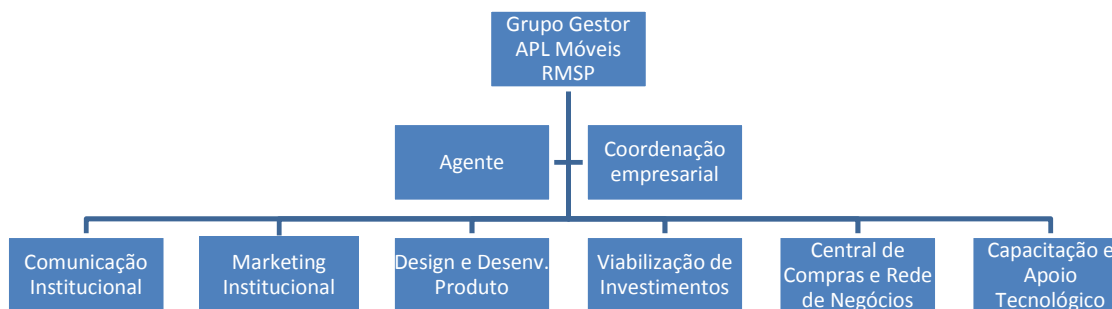 Grupo Gestor
APL Móveis
RMSP
Agente
Coordenação
empresarial
Comunicação
Institucional
Marketing
Institucional
Design e Desenv.
Produto
Viabilização de
Investimentos
Central de
Compras e Rede
de Negócios
Capacitação e
Apoio
Tecnológico